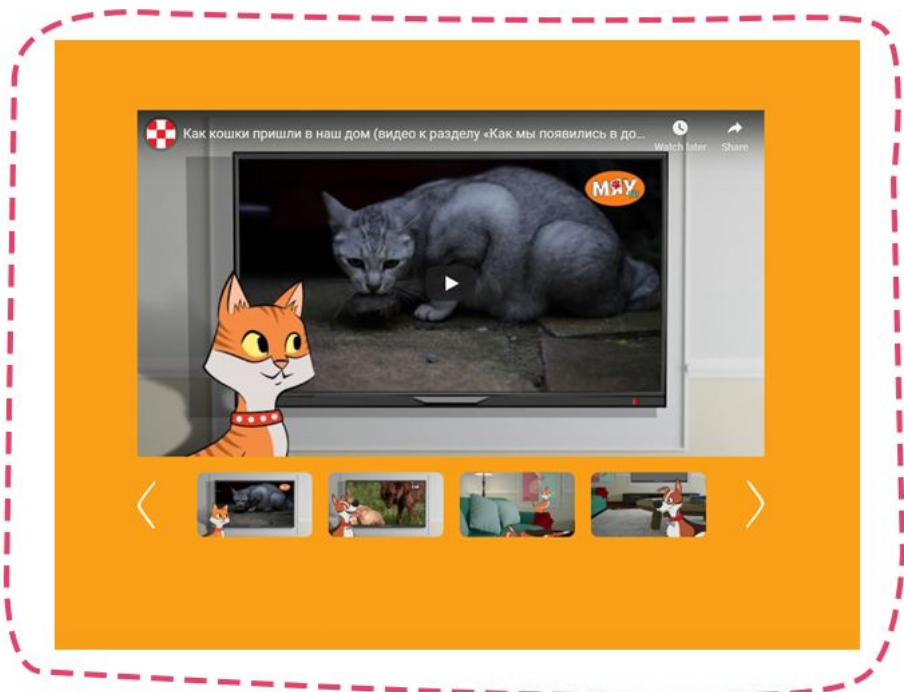 Как кошки пришли в наш дом (видео к разделу «Как мы появились в до...
Watch later
Share
МЯУ